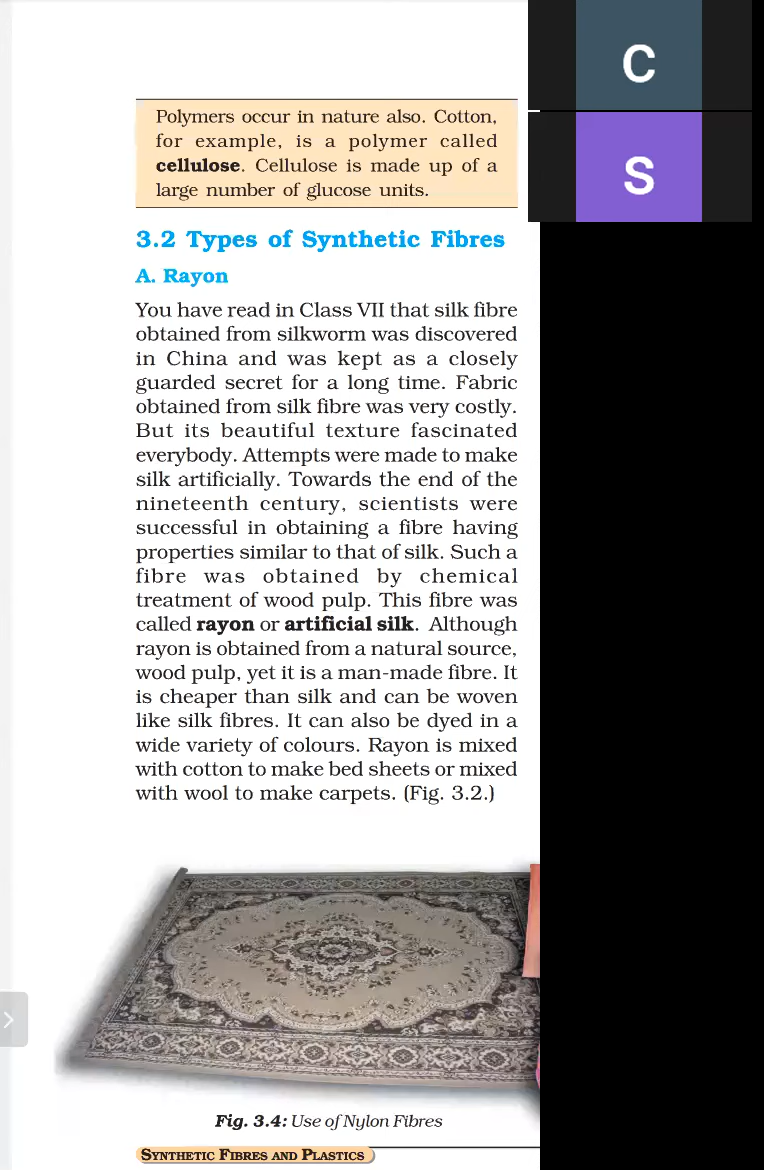 C
S
Polymers occur in nature also. Cotton,
for example, is a polymer called
cellulose. Cellulose is made up of a
large number of glucose units.
3.2 Types of Synthetic Fibres
A. Rayon
You have read in Class VII that silk fibre
obtained from silkworm was discovered
in China and was kept as a closely
guarded secret for a long time. Fabric
obtained from silk fibre was very costly.
But its beautiful texture fascinated
everybody. Attempts were made to make
silk artificially. Towards the end of the
nineteenth century, scientists were
successful in obtaining a fibre having
properties similar to that of silk. Such a
fibre was obtained by chemical
treatment of wood pulp. This fibre was
called rayon or artificial silk. Although
rayon is obtained from a natural source,
wood pulp, yet it is a man-made fibre. It
is cheaper than silk and can be woven
like silk fibres. It can also be dyed in a
wide variety of colours. Rayon is mixed
with cotton to make bed sheets or mixed
with wool to make carpets. (Fig. 3.2.)
Fig. 3.4: Use of Nylon Fibres
SYNTHETIC FIBRES AND PLASTICS